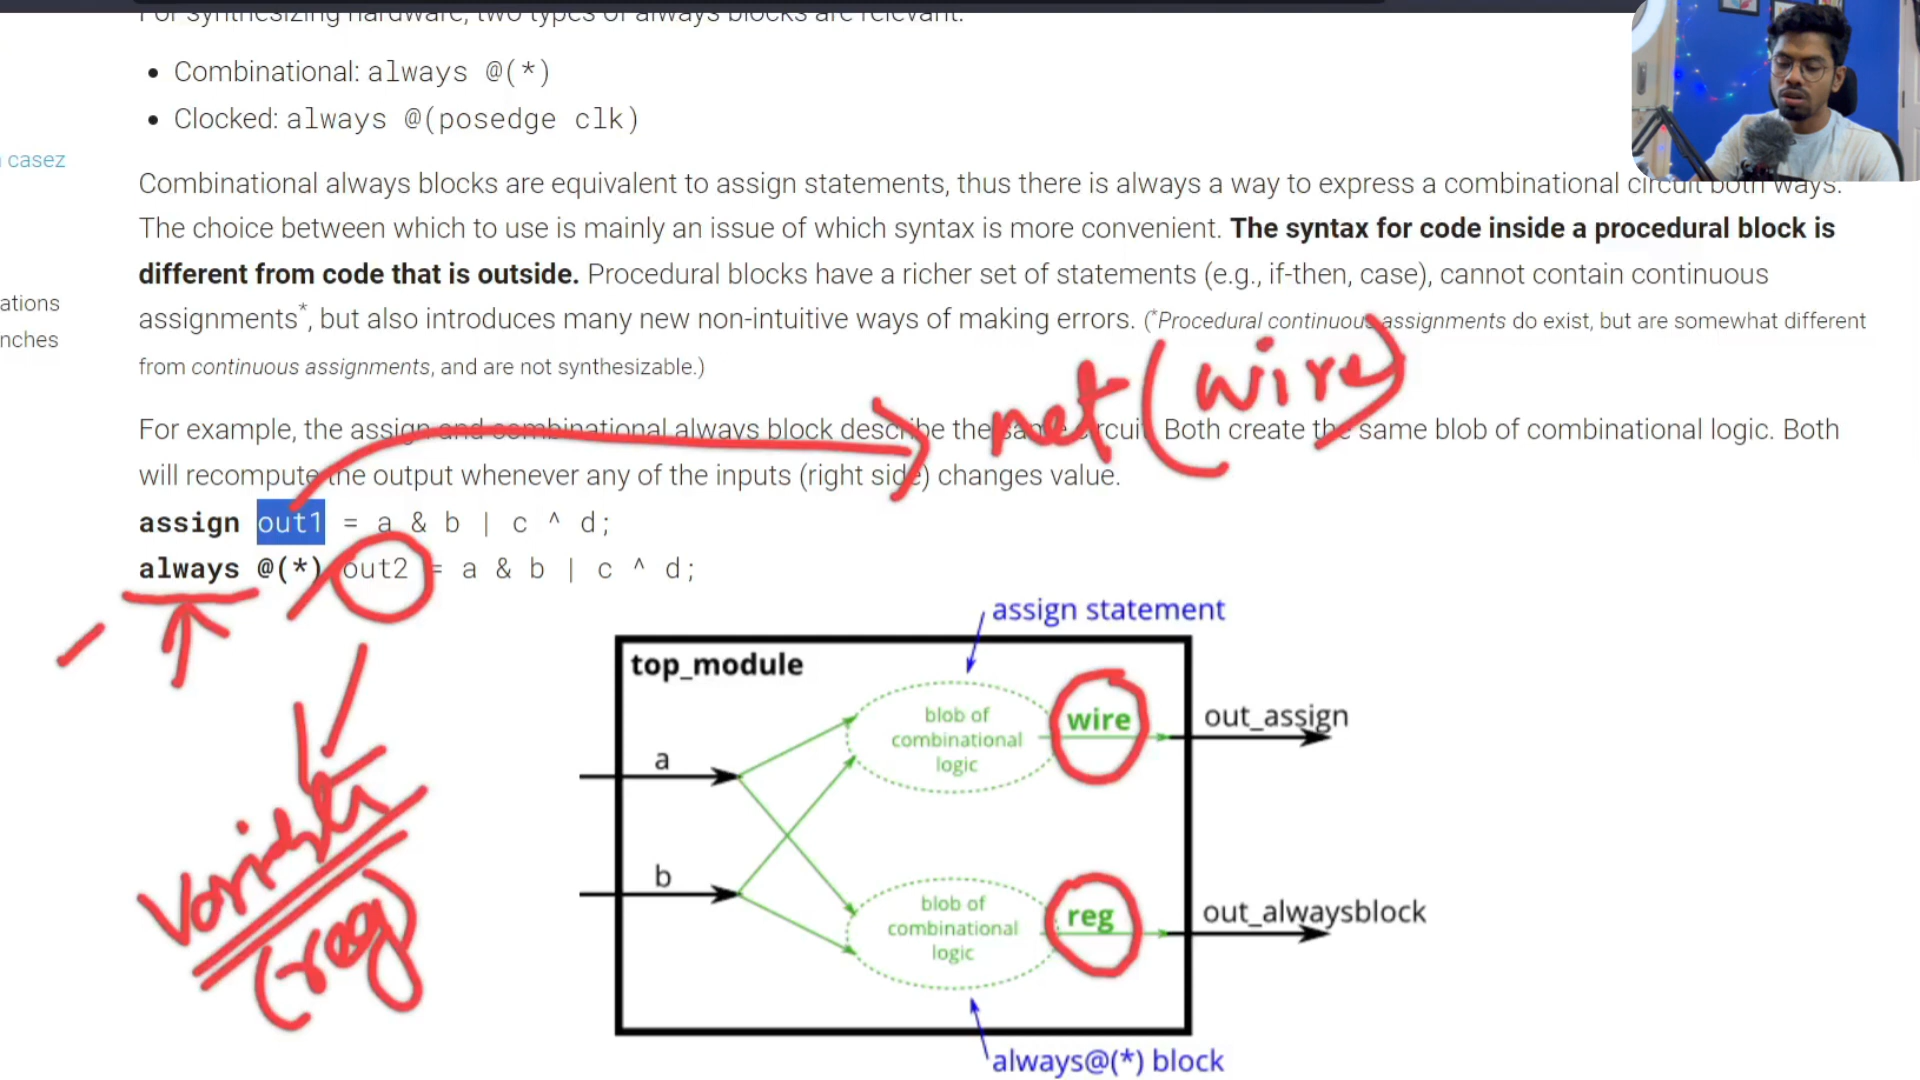 For synthesizing hardware, two types of always blocks are relevant:
• Combinational: always @(*)
• Clocked: always @(posedge clk)
casez
Combinational always blocks are equivalent to assign statements, thus there is always a way to express a combinational circuit both ways.
The choice between which to use is mainly an issue of which syntax is more convenient. The syntax for code inside a procedural block is
different from code that is outside. Procedural blocks have a richer set of statements (e.g., if-then, case), cannot contain continuous
ations
assignments*, but also introduces many new non-intuitive ways of making errors. (*Procedural continuous assignments do exist, but are somewhat different
nches
from continuous assignments, and are not synthesizable.)
net (wire)
For example, the assign and combinational always block describe the same circuit. Both create the same blob of combinational logic. Both
will recompute the output whenever any of the inputs (right side) changes value.
assign out1 = a & b | c ^ d;
always @(*) out2 = a & b | c ^ d;
assign statement
top_module
blob of
combinational
logic
wire
out_assign
a
b
blob of
combinational
logic
reg
out_alwaysblock
always@(*) block
(reg)